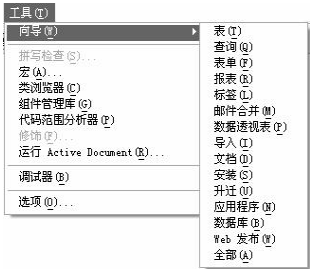 工具(T)
向导(W)
拼写检查(S)...
宏(A)...
类浏览器(C)
组件管理库(G)
代码范围分析器(P)
修饰(F)...
运行 Active Document(R)...
调试器(B)
选项(O)...
表(T)
查询(Q)
表单(F)
报表(R)
标签(L)
邮件合并(M)
数据透视表(P)
导入(I)
文档(D)
安装(S)
升迁(U)
应用程序(N)
数据库(B)
Web 发布(W)
全部(A)